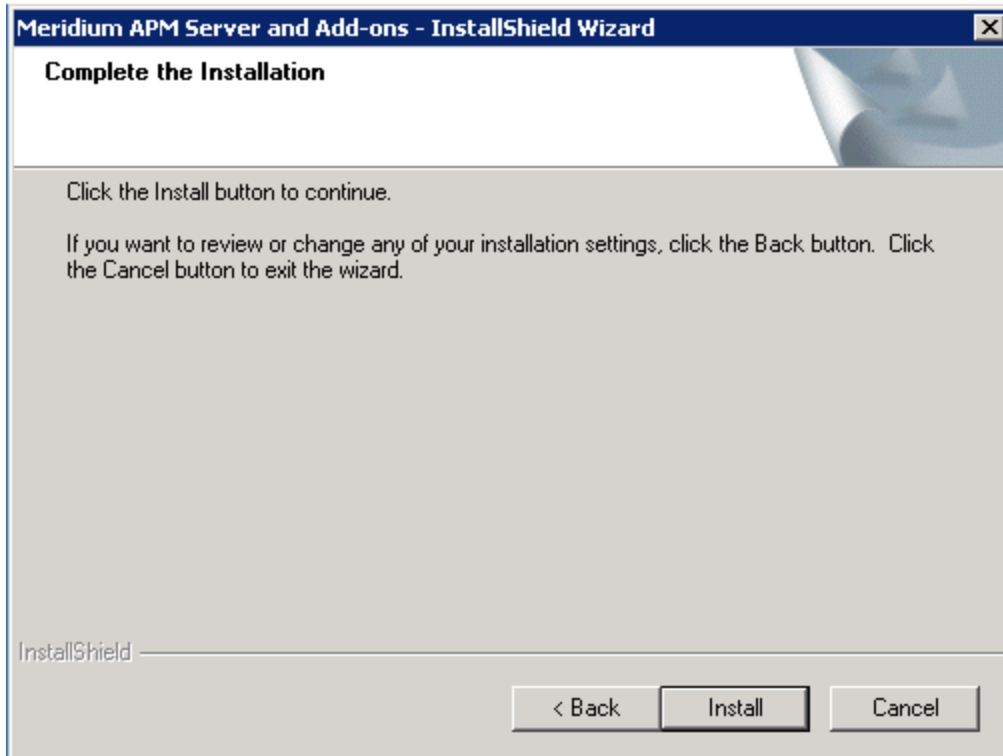 Meridium APM Server and Add-ons - InstallShield Wizard
Complete the Installation
Click the Install button to continue.
If you want to review or change any of your installation settings, click the Back button.  Click
the Cancel button to exit the wizard.
InstallShield
< Back
Install
Cancel